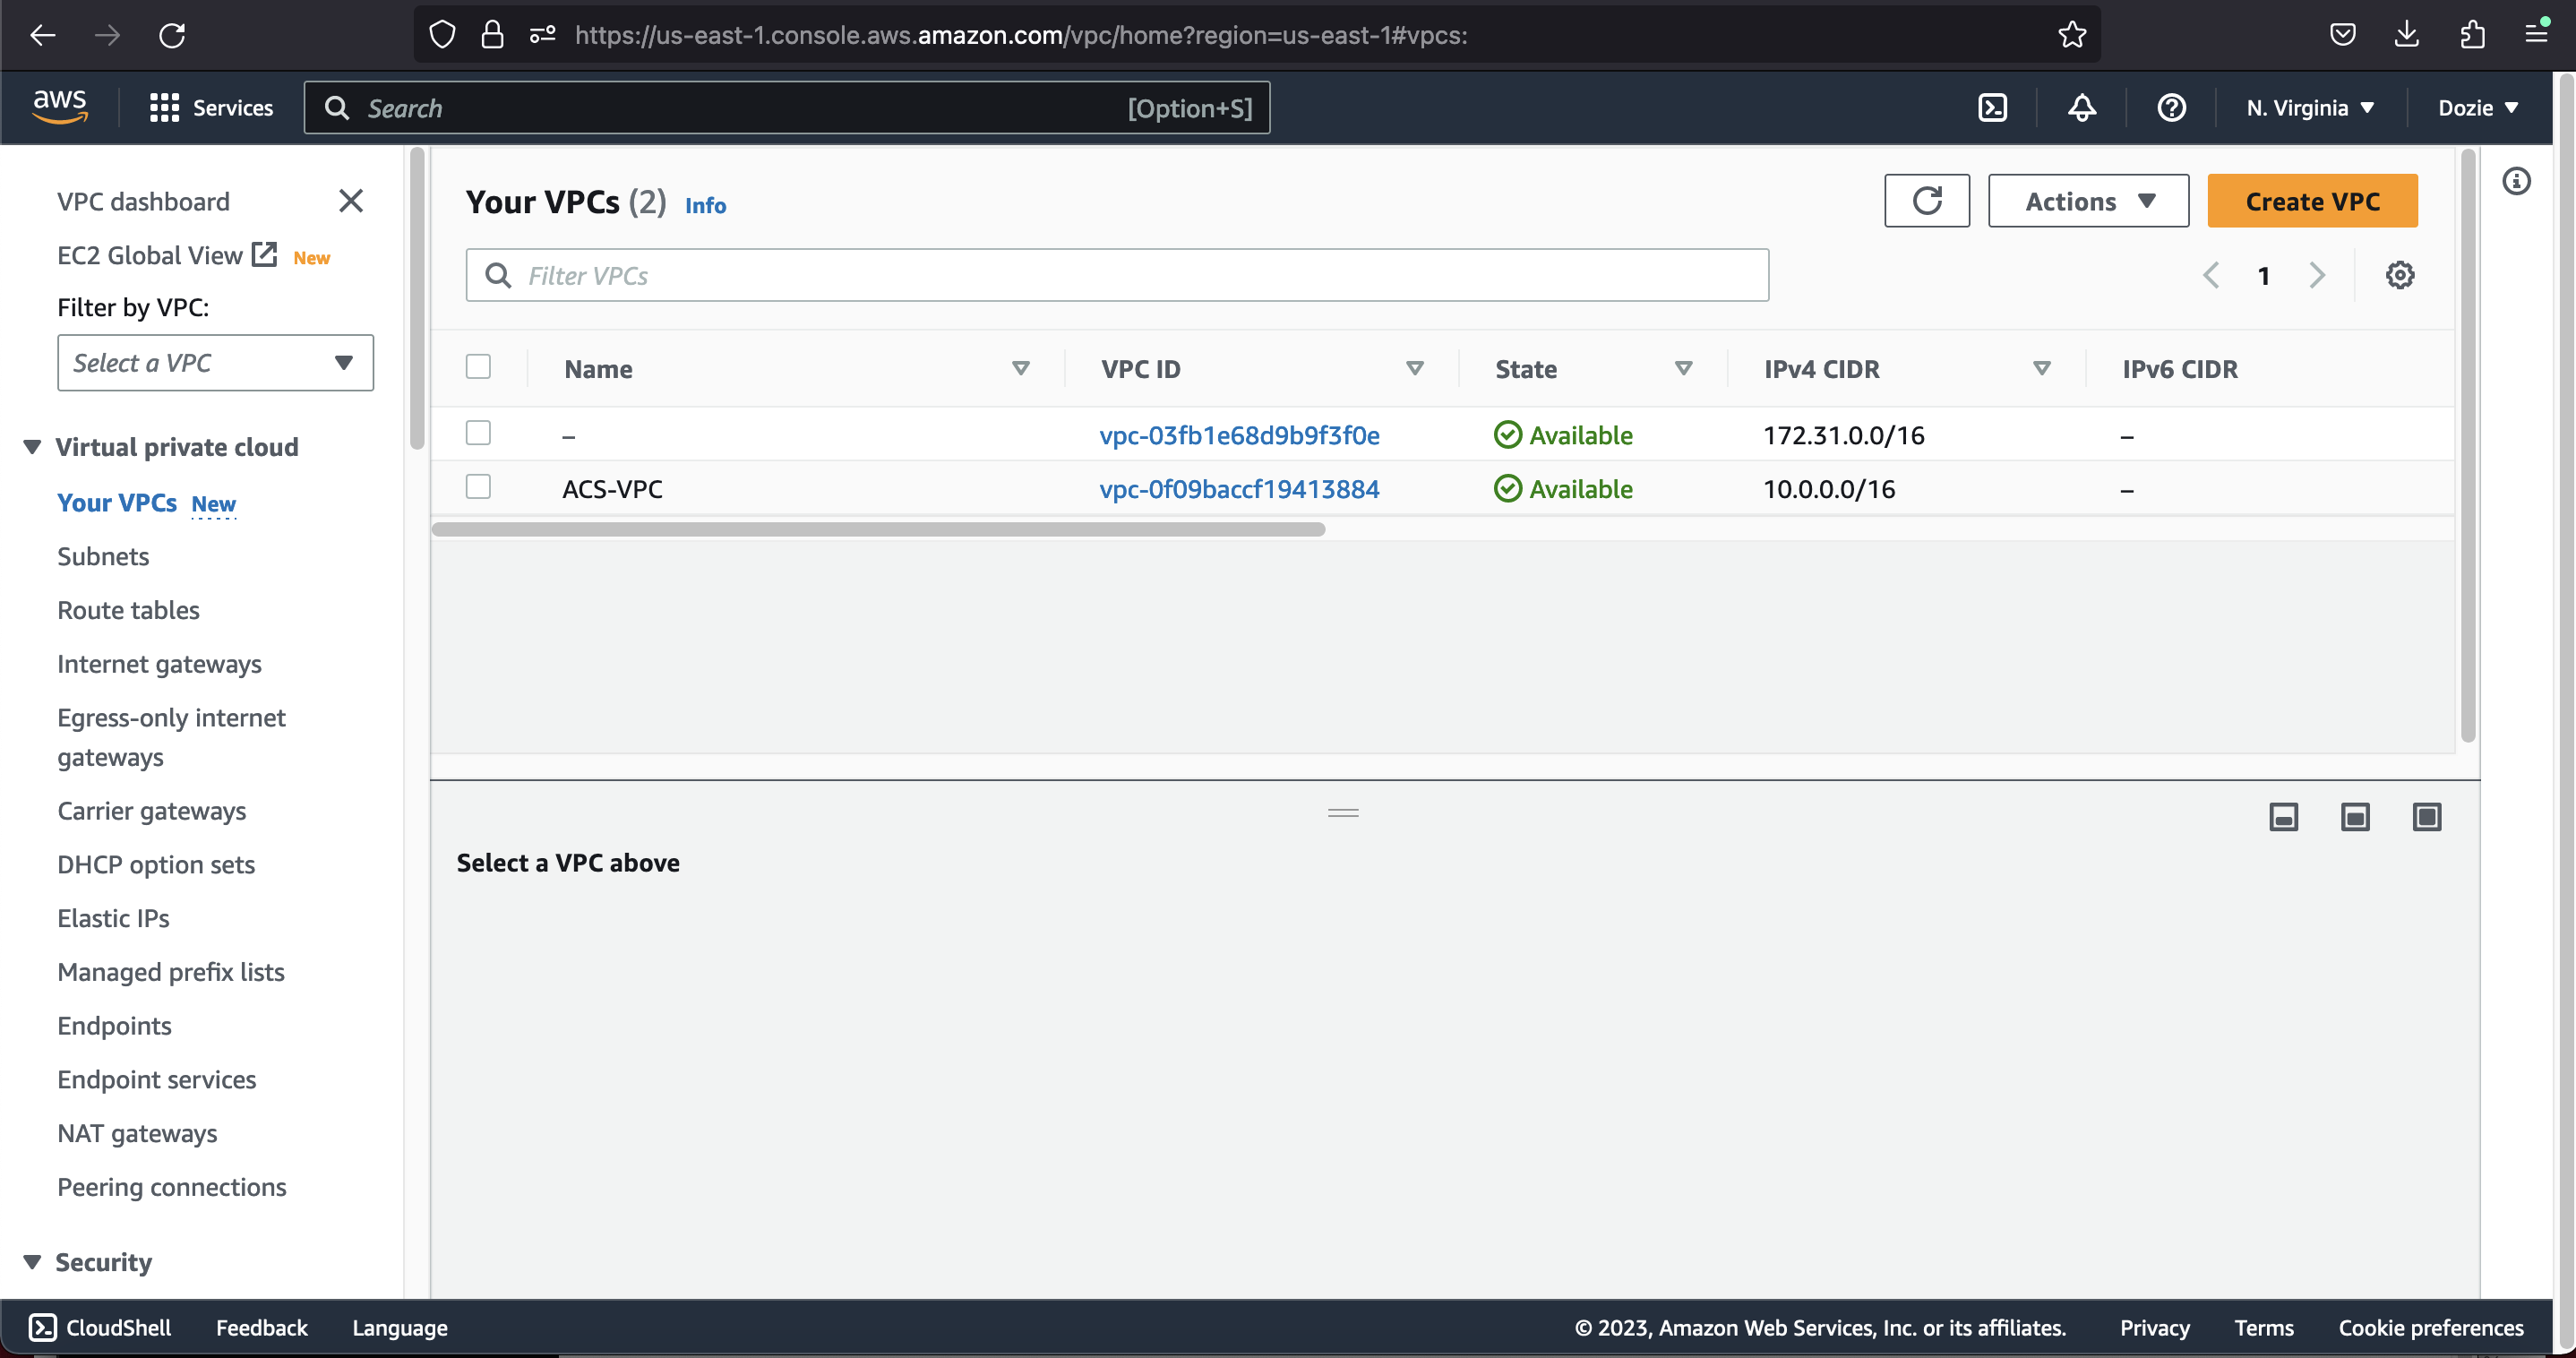 https://us-east-1.console.aws.amazon.com/vpc/home?region=us-east-1#vpcs:
aws
Services
Search
[Option+S]
N. Virginia
Dozie
VPC dashboard
EC2 Global View
New
Filter by VPC:
Select a VPC
Virtual private cloud
Your VPCs New
Subnets
Route tables
Internet gateways
Egress-only internet
gateways
Carrier gateways
DHCP option sets
Elastic IPs
Managed prefix lists
Endpoints
Endpoint services
NAT gateways
Peering connections
Security
Your VPCs (2) Info
Actions
Create VPC
Filter VPCs
1
Name VPC ID State IPv4 CIDR IPv6 CIDR
– vpc-03fb1e68d9b9f3f0e Available 172.31.0.0/16 –
ACS-VPC vpc-0f09baccf19413884 Available 10.0.0.0/16 –
Select a VPC above
CloudShell Feedback Language
© 2023, Amazon Web Services, Inc. or its affiliates. Privacy Terms Cookie preferences